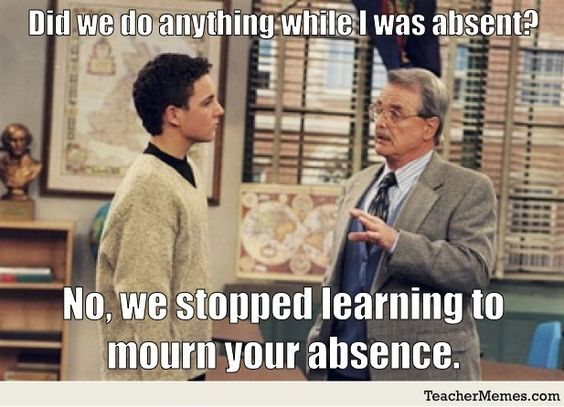 Did we do anything while I was absent?
No, we stopped learning to
mourn your absence.
TeacherMemes.com